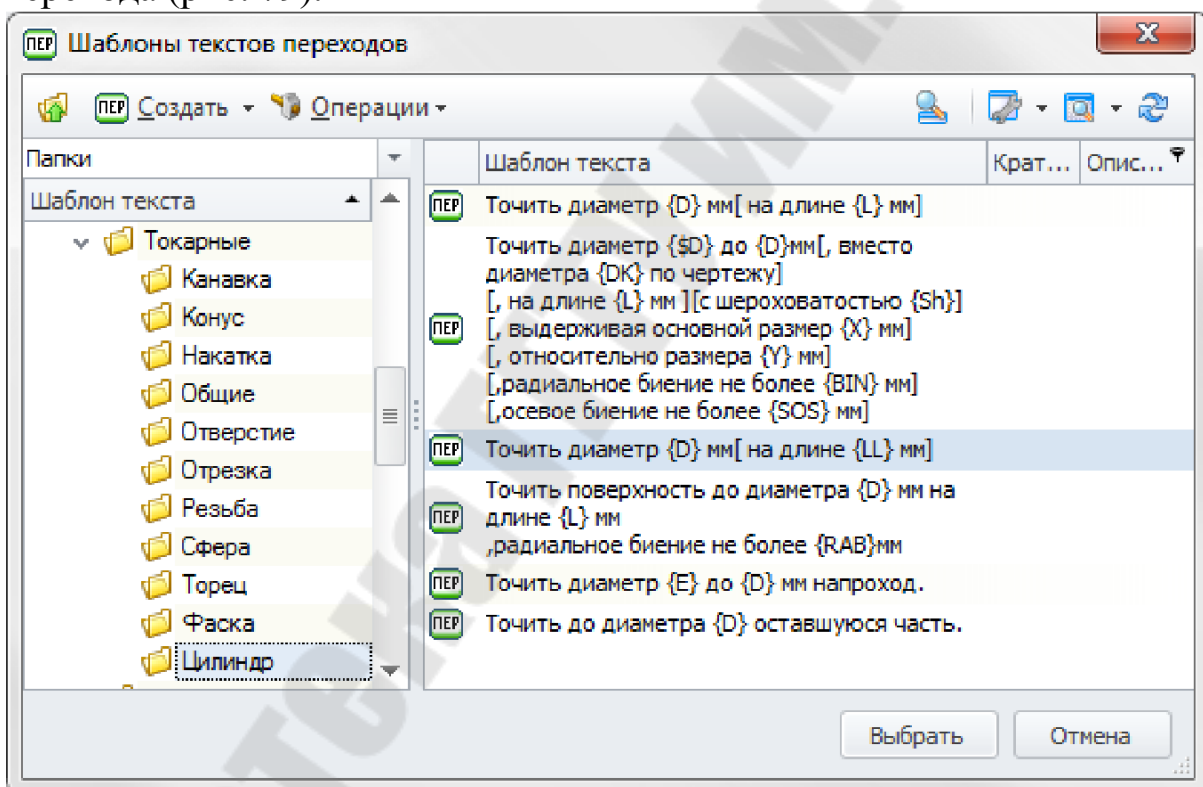 ПЕР Шаблоны текстов переходов
ПЕР Создать Операции
Папки
Шаблон текста
Токарные
Канавка
Конус
Накатка
Общие
Отверстие
Отрезка
Резьба
Сфера
Торец
Фаска
Цилиндр
Шаблон текста Крат... Опис...
ПЕР Точить диаметр {D} мм[ на длине {L} мм]
Точить диаметр {$D} до {D}мм[, вместо
диаметра {DK} по чертежу]
[, на длине {L} мм ][с шероховатостью {Sh}]
ПЕР [, выдерживая основной размер {X} мм]
[, относительно размера {Y} мм]
[,радиальное биение не более {BIN} мм]
[,осевое биение не более {SOS} мм]
ПЕР Точить диаметр {D} мм[ на длине {LL} мм]
Точить поверхность до диаметра {D} мм на
ПЕР длине {L} мм
,радиальное биение не более {RAB}мм
ПЕР Точить диаметр {E} до {D} мм напроход.
ПЕР Точить до диаметра {D} оставшуюся часть.
Выбрать Отмена